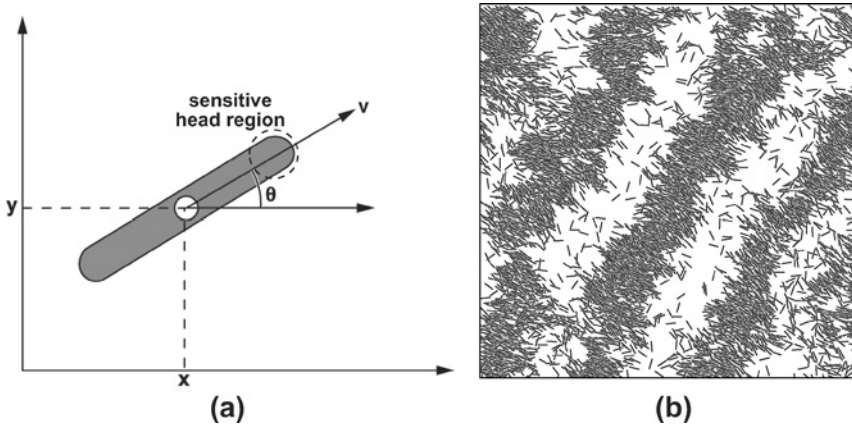 sensitive
head region
v
θ
y
x
(a)
(b)